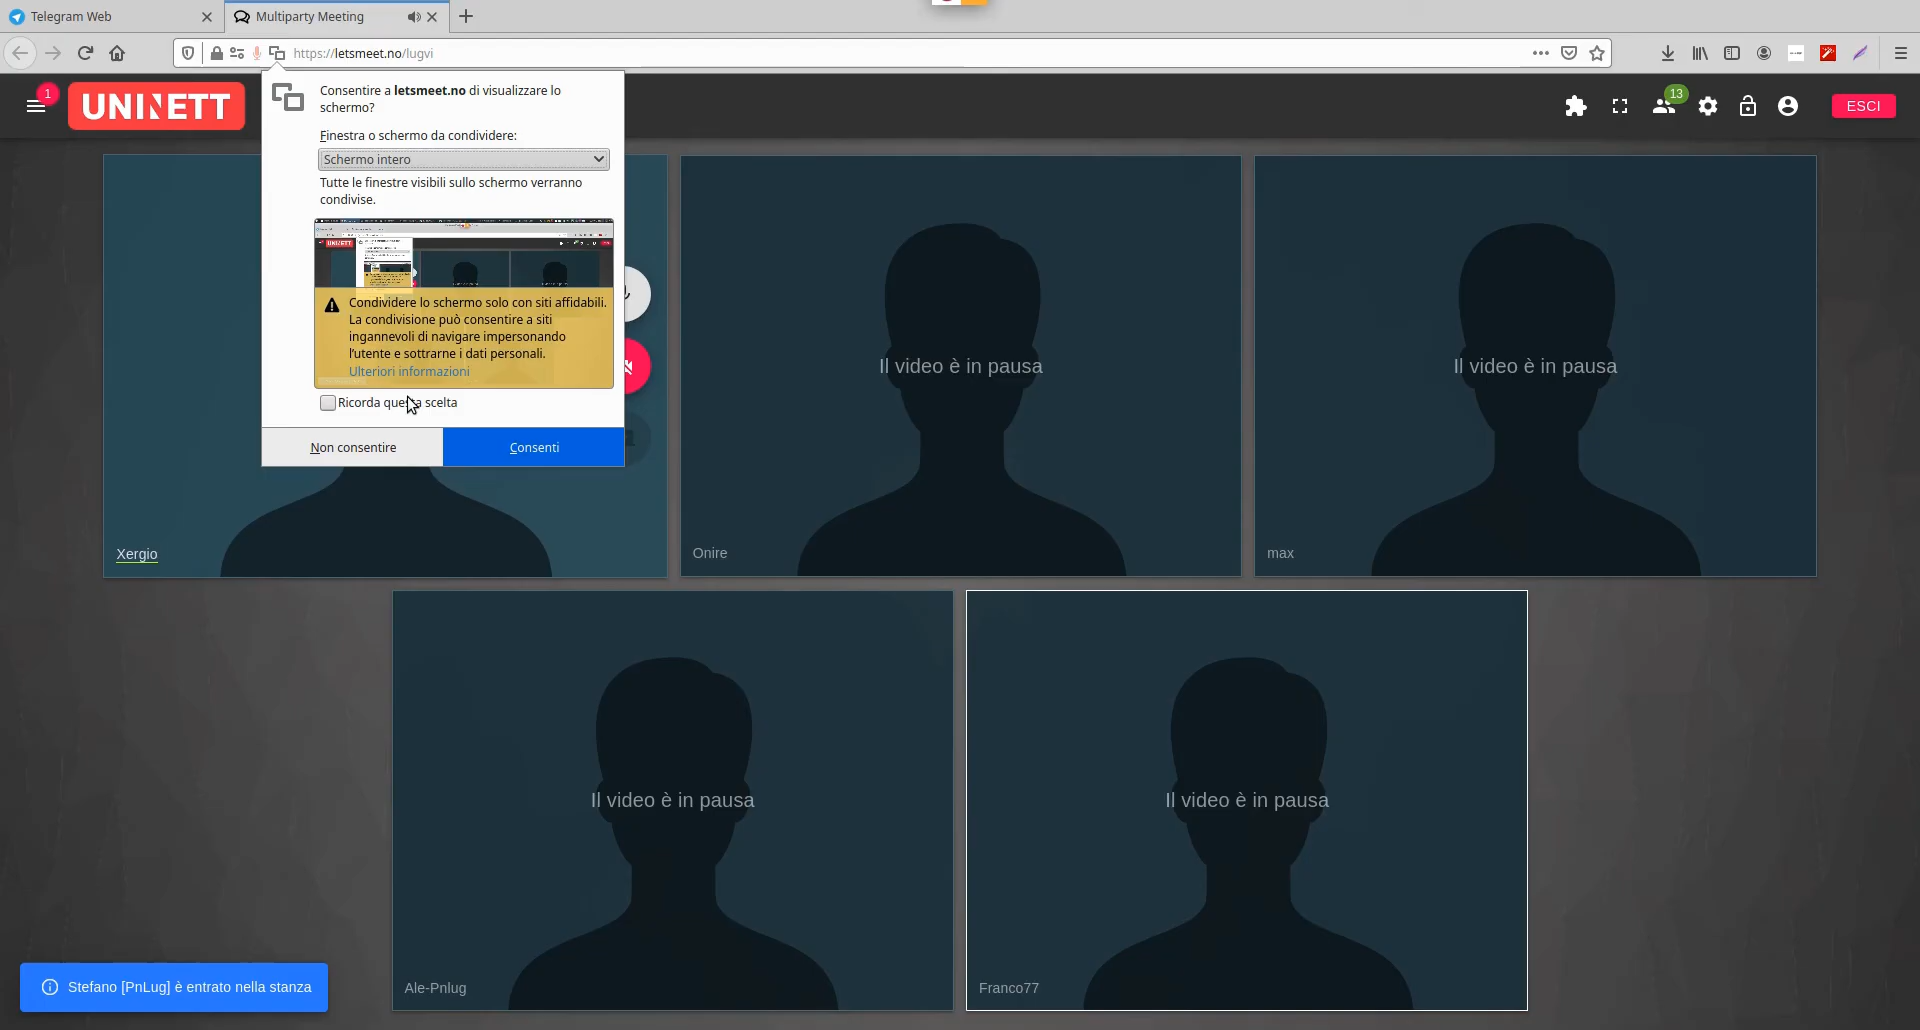 Telegram Web
Multiparty Meeting
https://letsmeet.no/lugvi
1
UNINETT
13
ESCI
Consentire a letsmeet.no di visualizzare lo
schermo?
Finestra o schermo da condividere:
Schermo intero
Tutte le finestre visibili sullo schermo verranno
condivise.
UNINETT
Condividere lo schermo solo con siti affidabili.
La condivisione può consentire a siti
ingannevoli di navigare impersonando
l'utente e sottrarne i dati personali.
Ulteriori informazioni
Ricorda questa scelta
Non consentire
Consenti
Il video è in pausa
Il video è in pausa
Xergio
Onire
max
Il video è in pausa
Il video è in pausa
Ale-Pnlug
Franco77
Stefano [PnLug] è entrato nella stanza